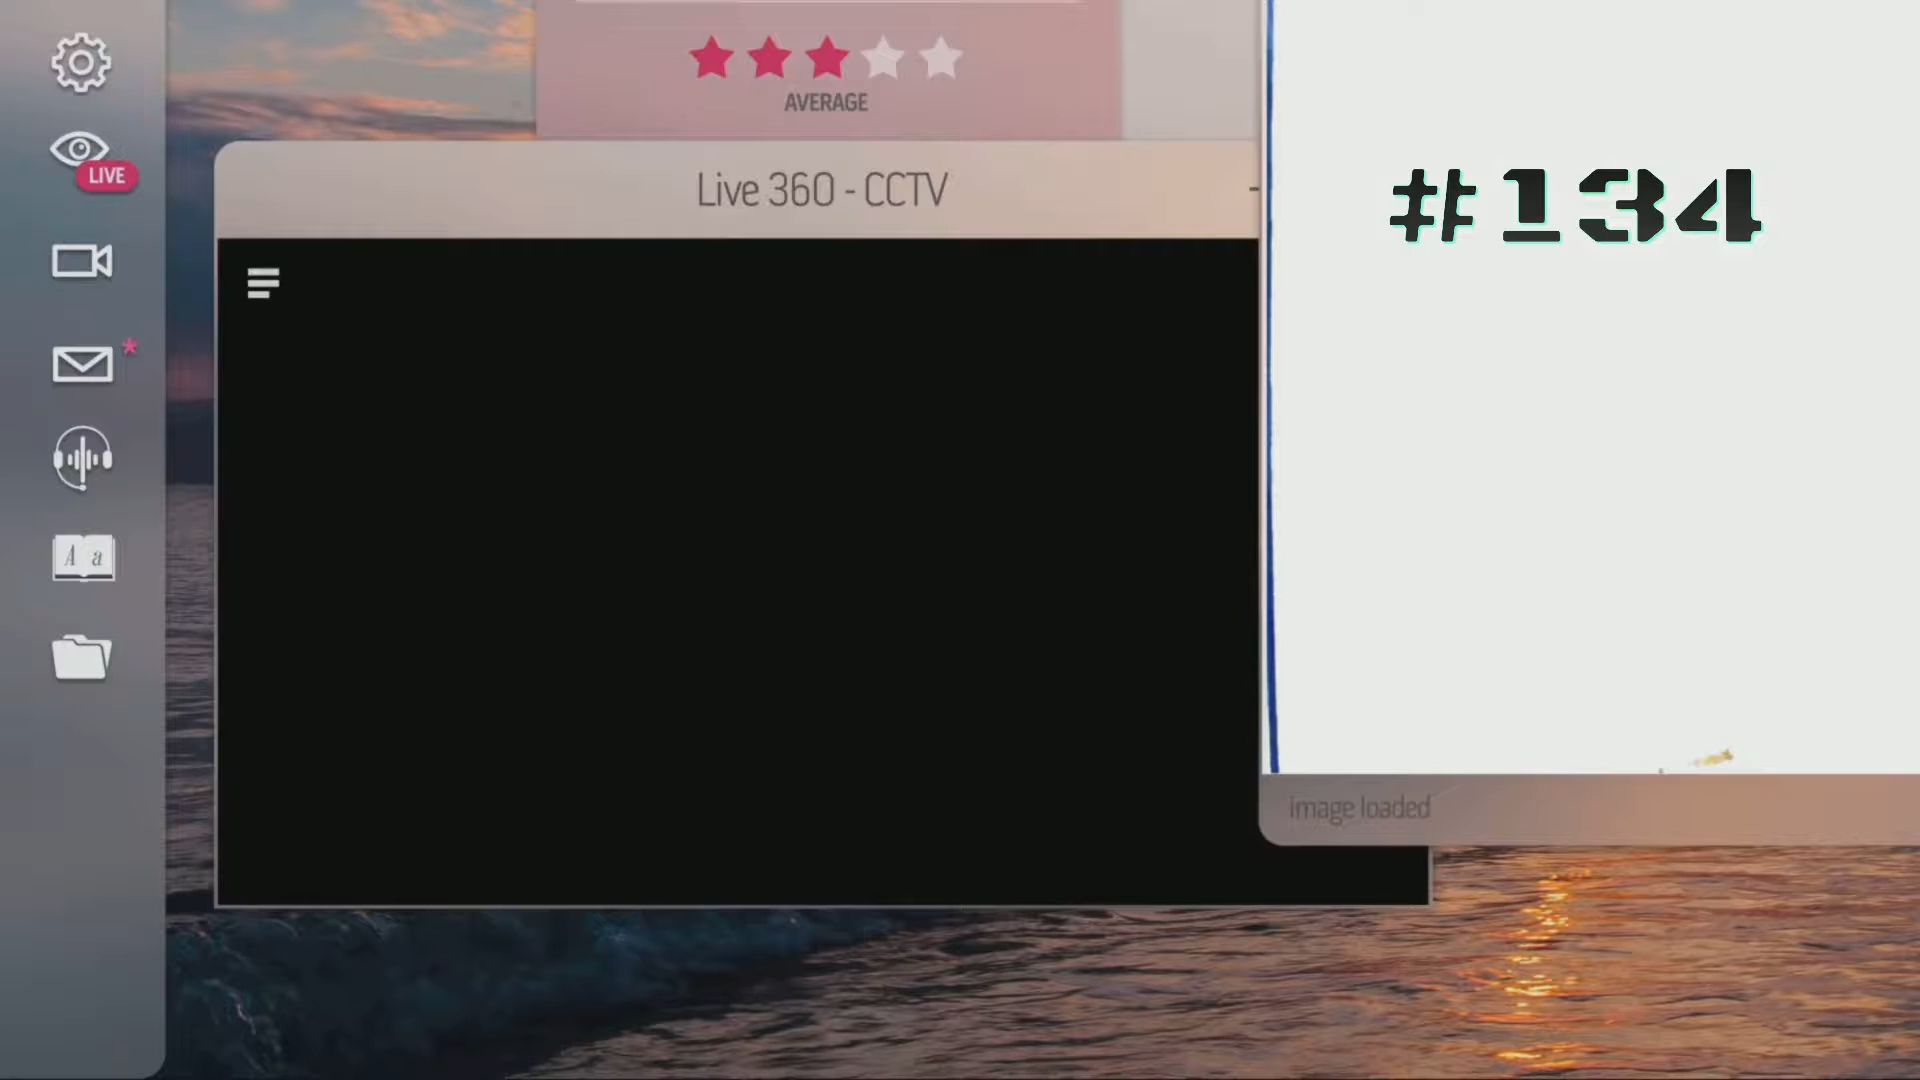 AVERAGE
LIVE
Live 360 - CCTV
#134
*
A a
image loaded